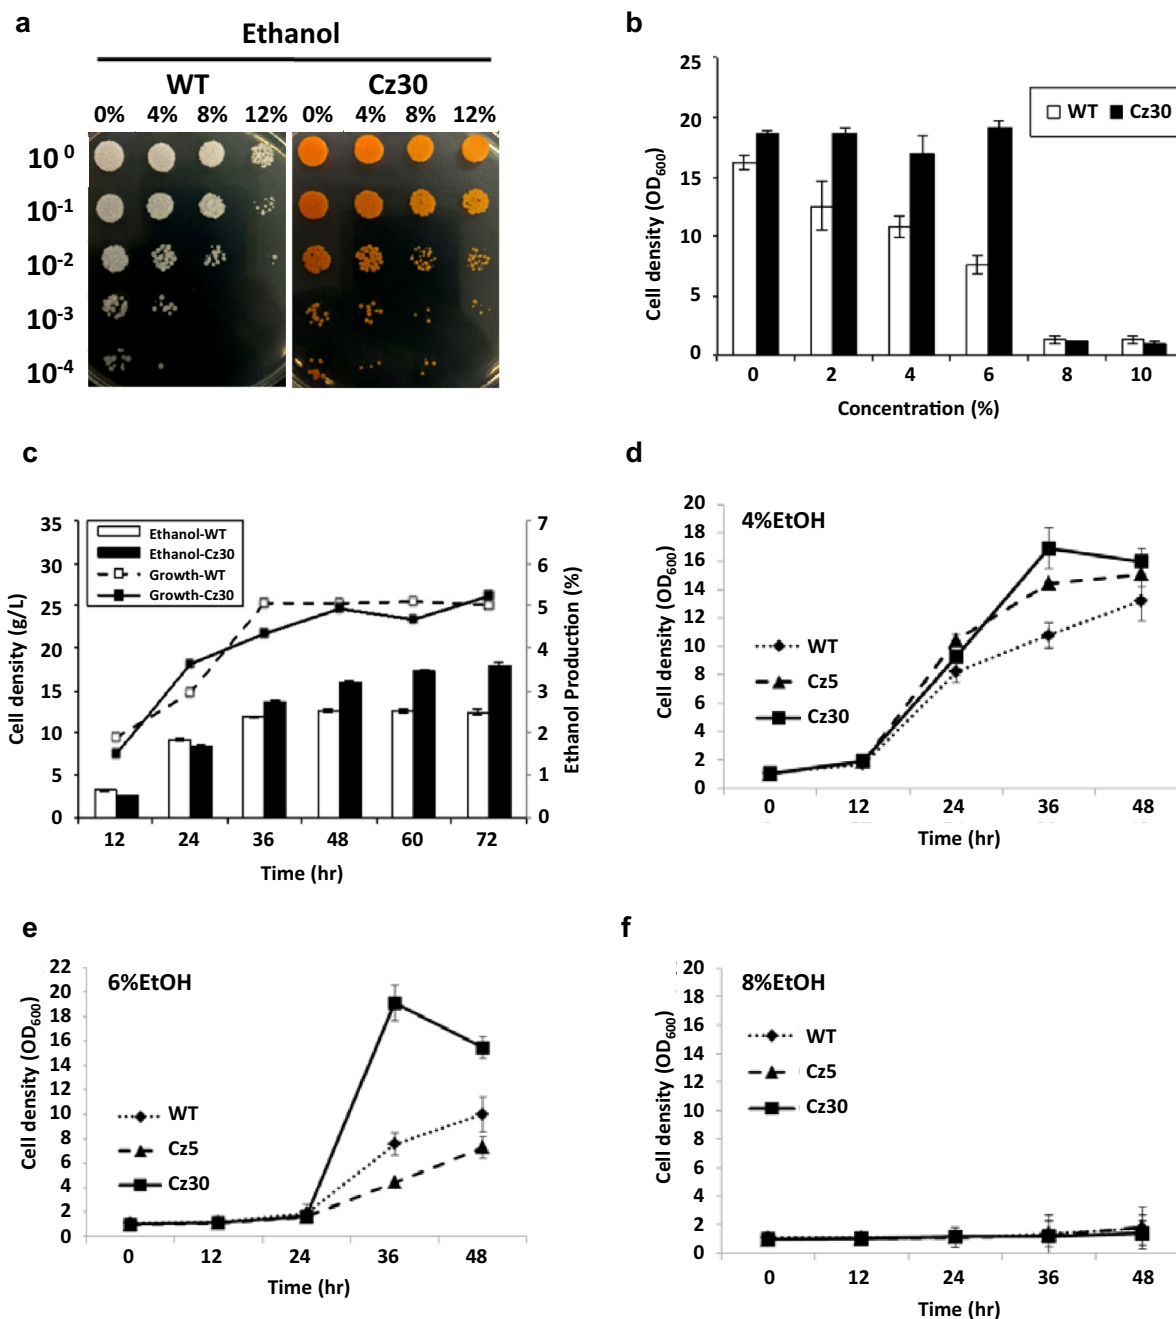 a
Ethanol
WT Cz30
0% 4% 8% 12% 0% 4% 8% 12%
10⁰
10⁻¹
10⁻²
10⁻³
10⁻⁴
b
25
20
15
10
5
0
Cell density (OD₆₀₀)
WT Cz30
0 2 4 6 8 10
Concentration (%)
c
35
30
25
20
15
10
5
0
Cell density (g/L)
Ethanol-WT
Ethanol-Cz30
Growth-WT
Growth-Cz30
7
6
5
4
3
2
1
0
Ethanol Production (%)
12 24 36 48 60 72
Time (hr)
d
4%EtOH
20
18
16
14
12
10
8
6
4
2
0
Cell density (OD₆₀₀)
WT
Cz5
Cz30
0 12 24 36 48
Time (hr)
e
6%EtOH
22
20
18
16
14
12
10
8
6
4
2
0
Cell density (OD₆₀₀)
WT
Cz5
Cz30
0 12 24 36 48
Time (hr)
f
8%EtOH
20
18
16
14
12
10
8
6
4
2
0
Cell density (OD₆₀₀)
WT
Cz5
Cz30
0 12 24 36 48
Time (hr)